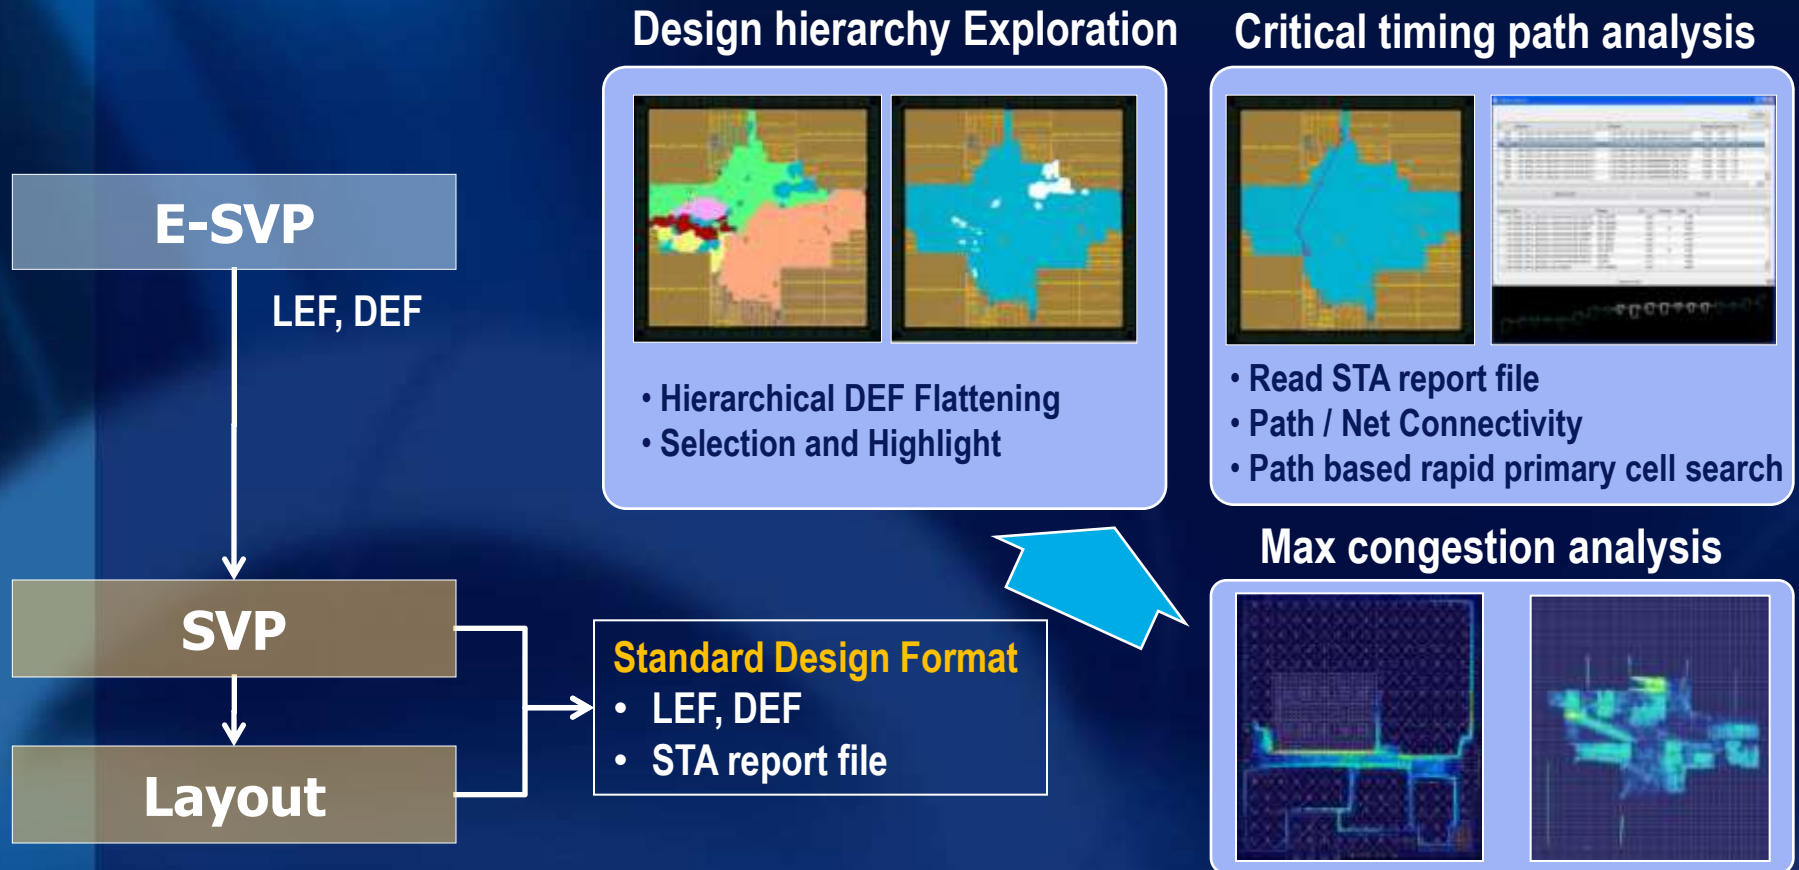 Design hierarchy Exploration
Critical timing path analysis
E-SVP
LEF, DEF
• Hierarchical DEF Flattening
• Selection and Highlight
• Read STA report file
• Path / Net Connectivity
• Path based rapid primary cell search
Max congestion analysis
SVP
Standard Design Format
• LEF, DEF
• STA report file
Layout